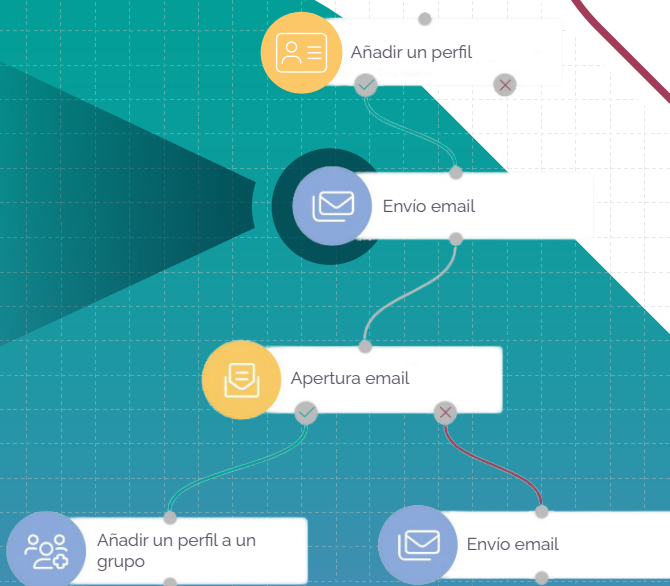 Añadir un perfil
Envío email
Apertura email
Añadir un perfil a un
grupo
Envío email